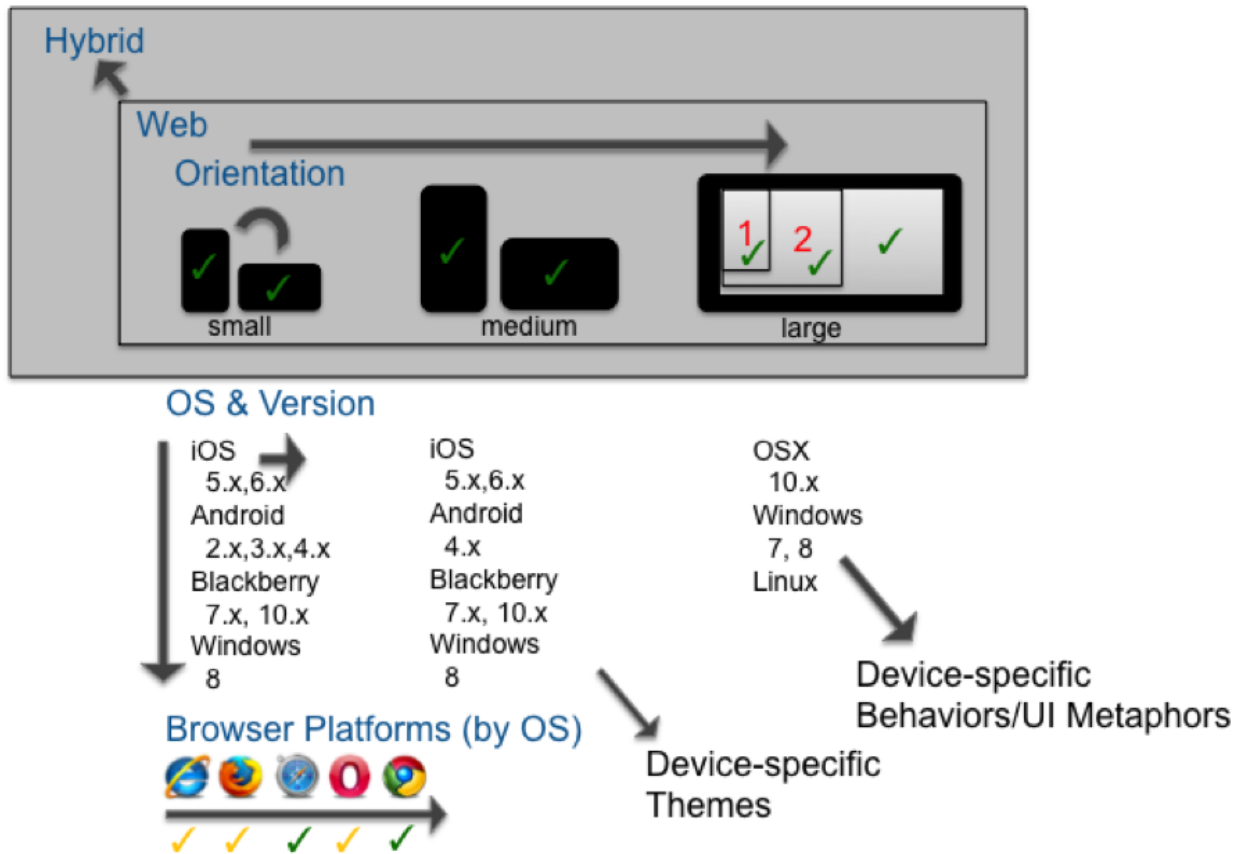 Hybrid
Web
Orientation
1
2
small
medium
large
OS & Version
iOS
5.x,6.x
Android
2.x,3.x,4.x
Blackberry
7.x, 10.x
Windows
8
iOS
5.x,6.x
Android
4.x
Blackberry
7.x, 10.x
Windows
8
OSX
10.x
Windows
7, 8
Linux
Device-specific
Behaviors/UI Metaphors
Browser Platforms (by OS)
Device-specific
Themes